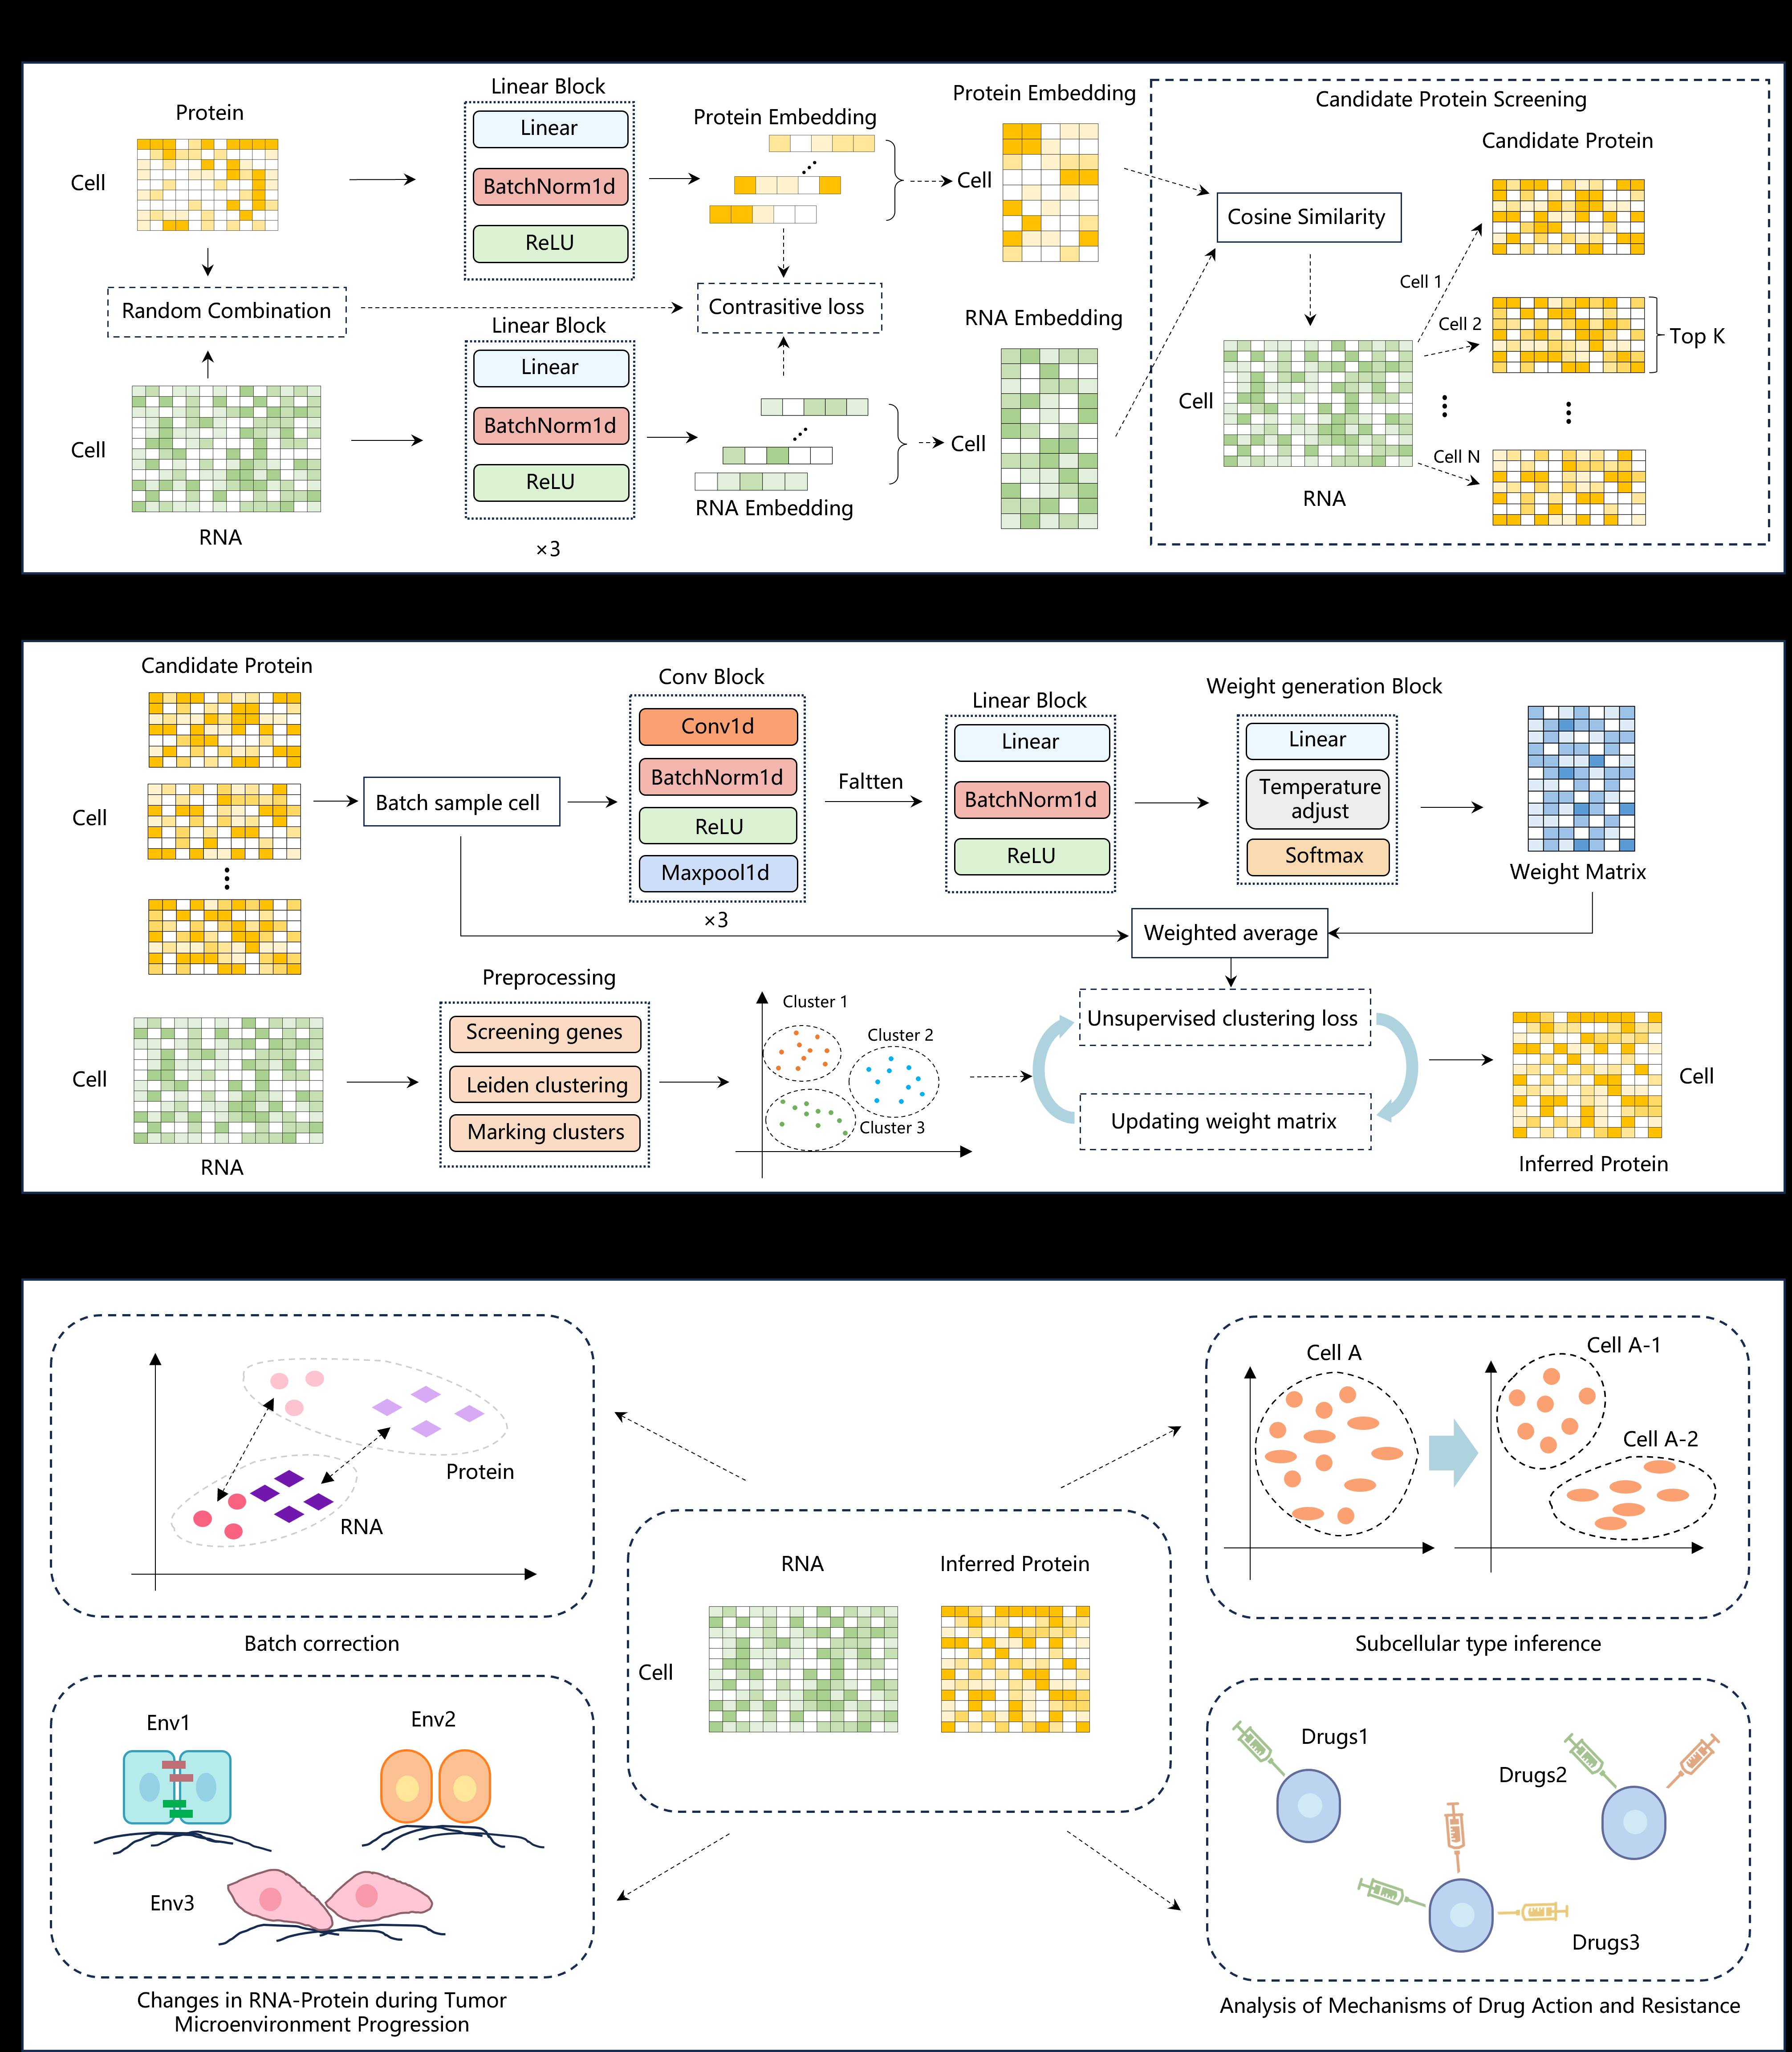 Protein
Cell
Linear Block
Linear
BatchNorm1d
ReLU
Protein Embedding
Protein Embedding
Cell
Random Combination
Contrasitive loss
Cell
RNA
Linear Block
Linear
BatchNorm1d
ReLU
×3
RNA Embedding
RNA Embedding
Cell
Candidate Protein Screening
Candidate Protein
Cosine Similarity
Cell 1
Cell 2
Top K
Cell
Cell N
RNA
Candidate Protein
Cell
Batch sample cell
Conv Block
Conv1d
BatchNorm1d
ReLU
Maxpool1d
×3
Faltten
Linear Block
Linear
BatchNorm1d
ReLU
Weight generation Block
Linear
Temperature
adjust
Softmax
Weight Matrix
Weighted average
Cell
RNA
Preprocessing
Screening genes
Leiden clustering
Marking clusters
Cluster 1
Cluster 2
Cluster 3
Unsupervised clustering loss
Updating weight matrix
Cell
Inferred Protein
Protein
RNA
Batch correction
Cell A
Cell A-1
Cell A-2
Subcellular type inference
RNA
Inferred Protein
Cell
Env1
Env2
Env3
Changes in RNA-Protein during Tumor
Microenvironment Progression
Drugs1
Drugs2
Drugs3
Analysis of Mechanisms of Drug Action and Resistance